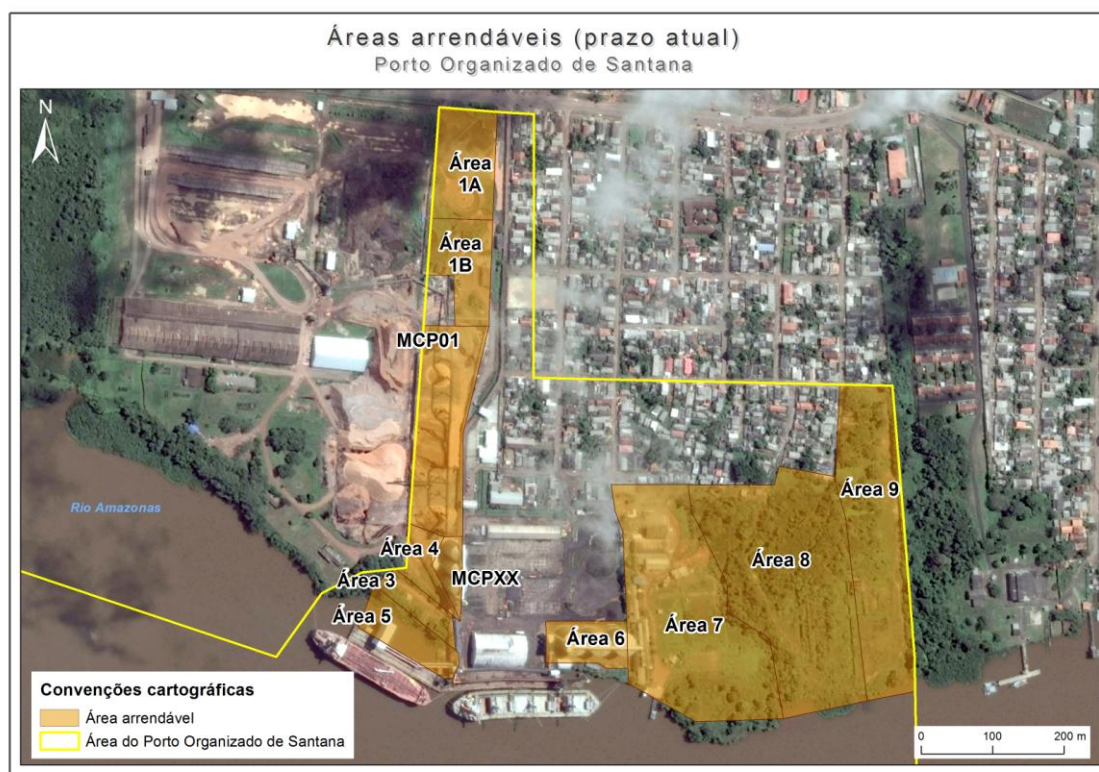 Áreas arrendáveis (prazo atual)
Porto Organizado de Santana
N
Área
1A
Área
1B
MCP01
Rio Amazonas
Área 9
Área 4
Área 8
Área 3
MCPXX
Área 5
Área 6
Área 7
Convenções cartográficas
Área arrendável
Área do Porto Organizado de Santana
0 100 200 m